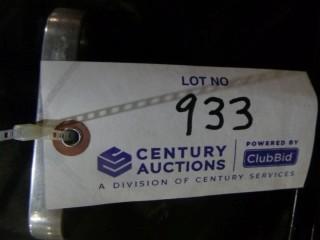 LOT NO
933
CENTURY
AUCTIONS
POWERED BY
ClubBid
A DIVISION OF CENTURY SERVICES